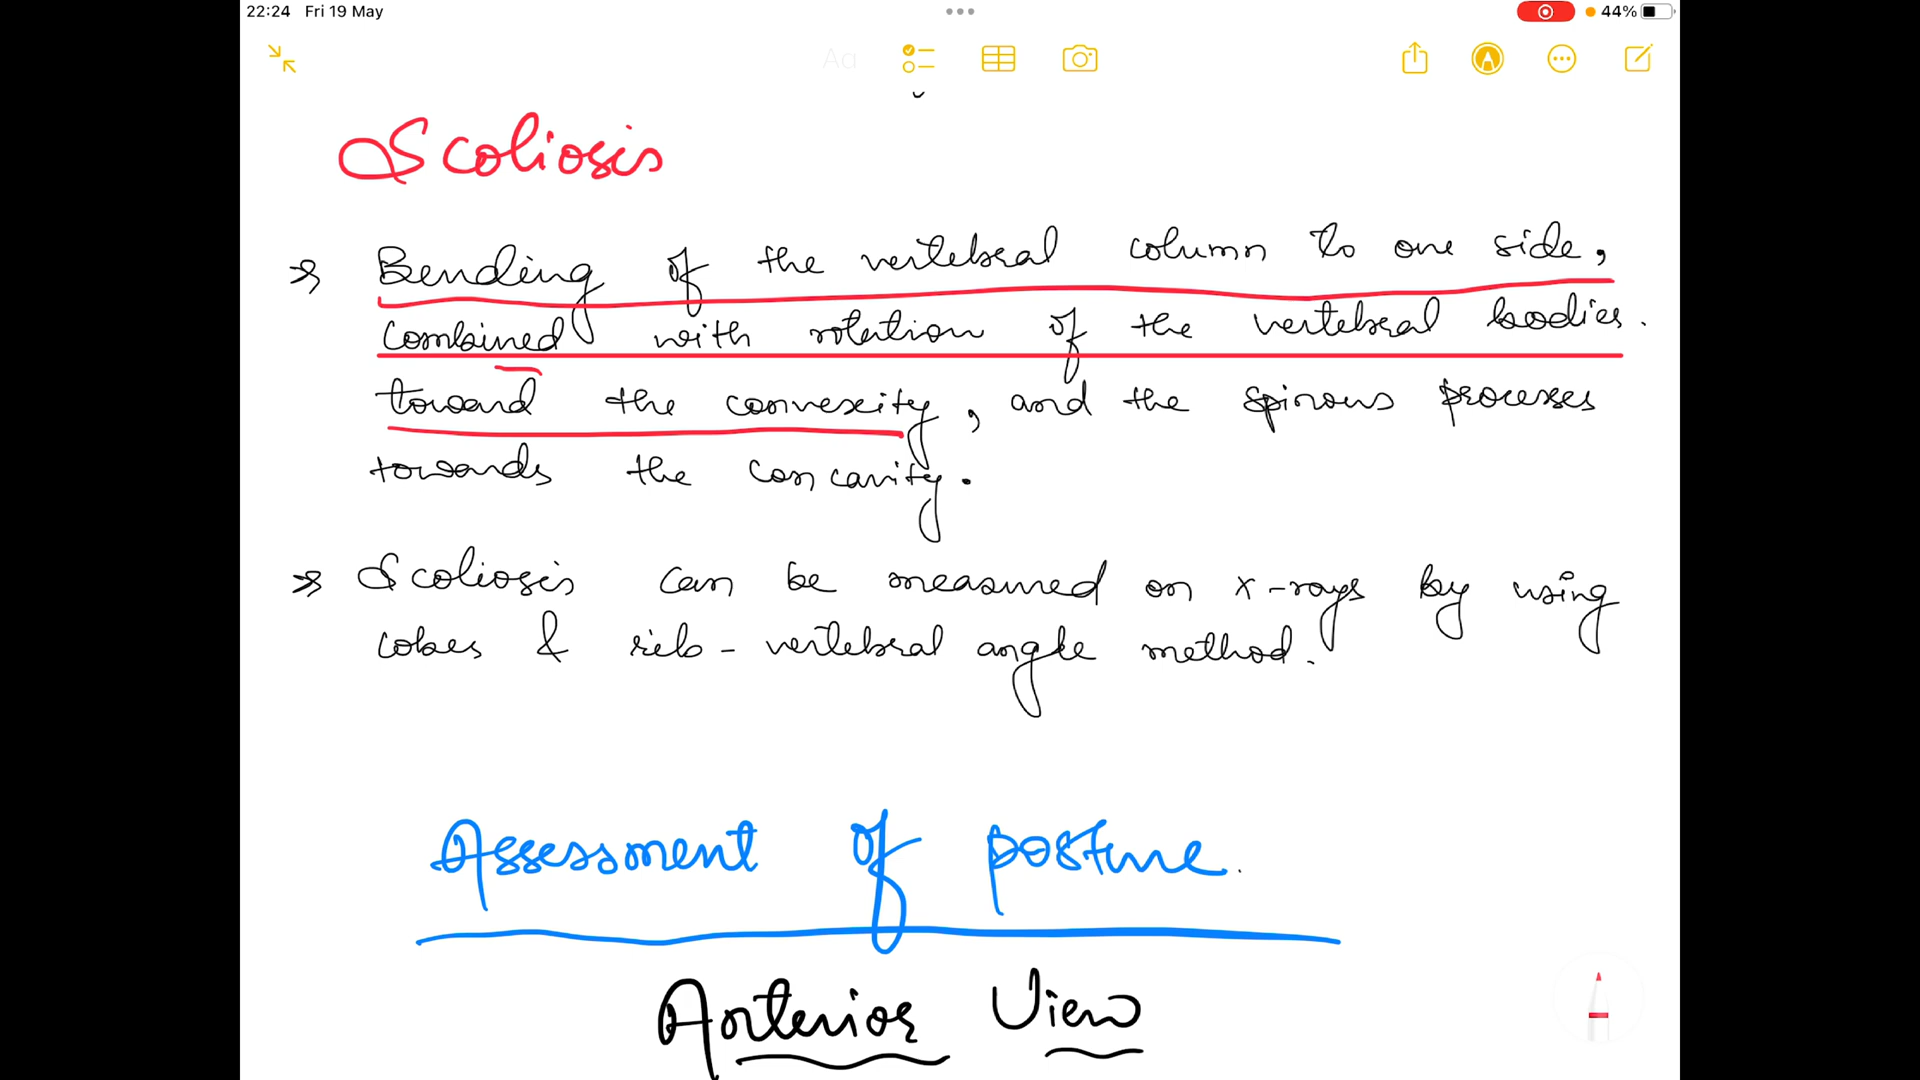 22:24 Fri 19 May
44%
Aa
Scoliosis
Bending of the vertebral column to one side,
combined with rotation of the vertebral bodies.
toward the convexity, and the spinous processes
towards the concavity.
Scoliosis can be measured on x-rays by using
cobbs & rib-vertebral angle method.
Assessment of posture.
Anterior View